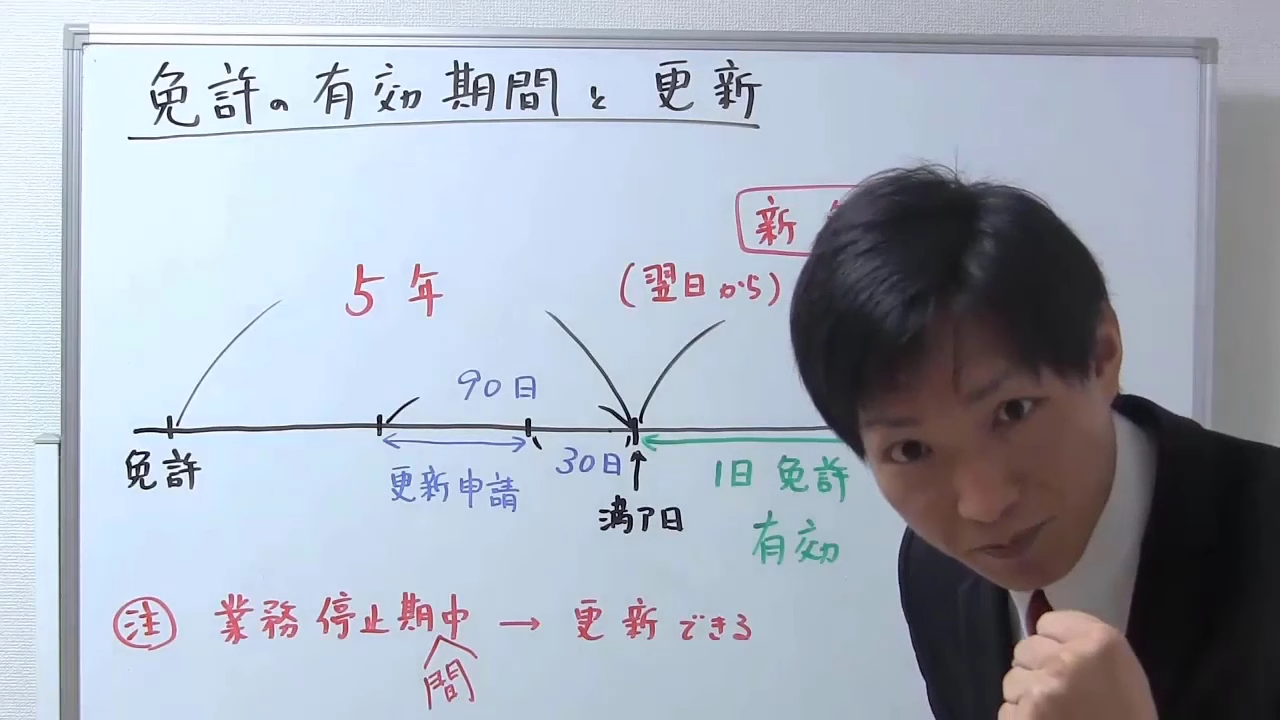 免許の有効期間と更新
新
5年
(翌日から)
90日
免許
更新申請
30日
満了日
1日免許
有効
注 業務停止期間中 → 更新できる